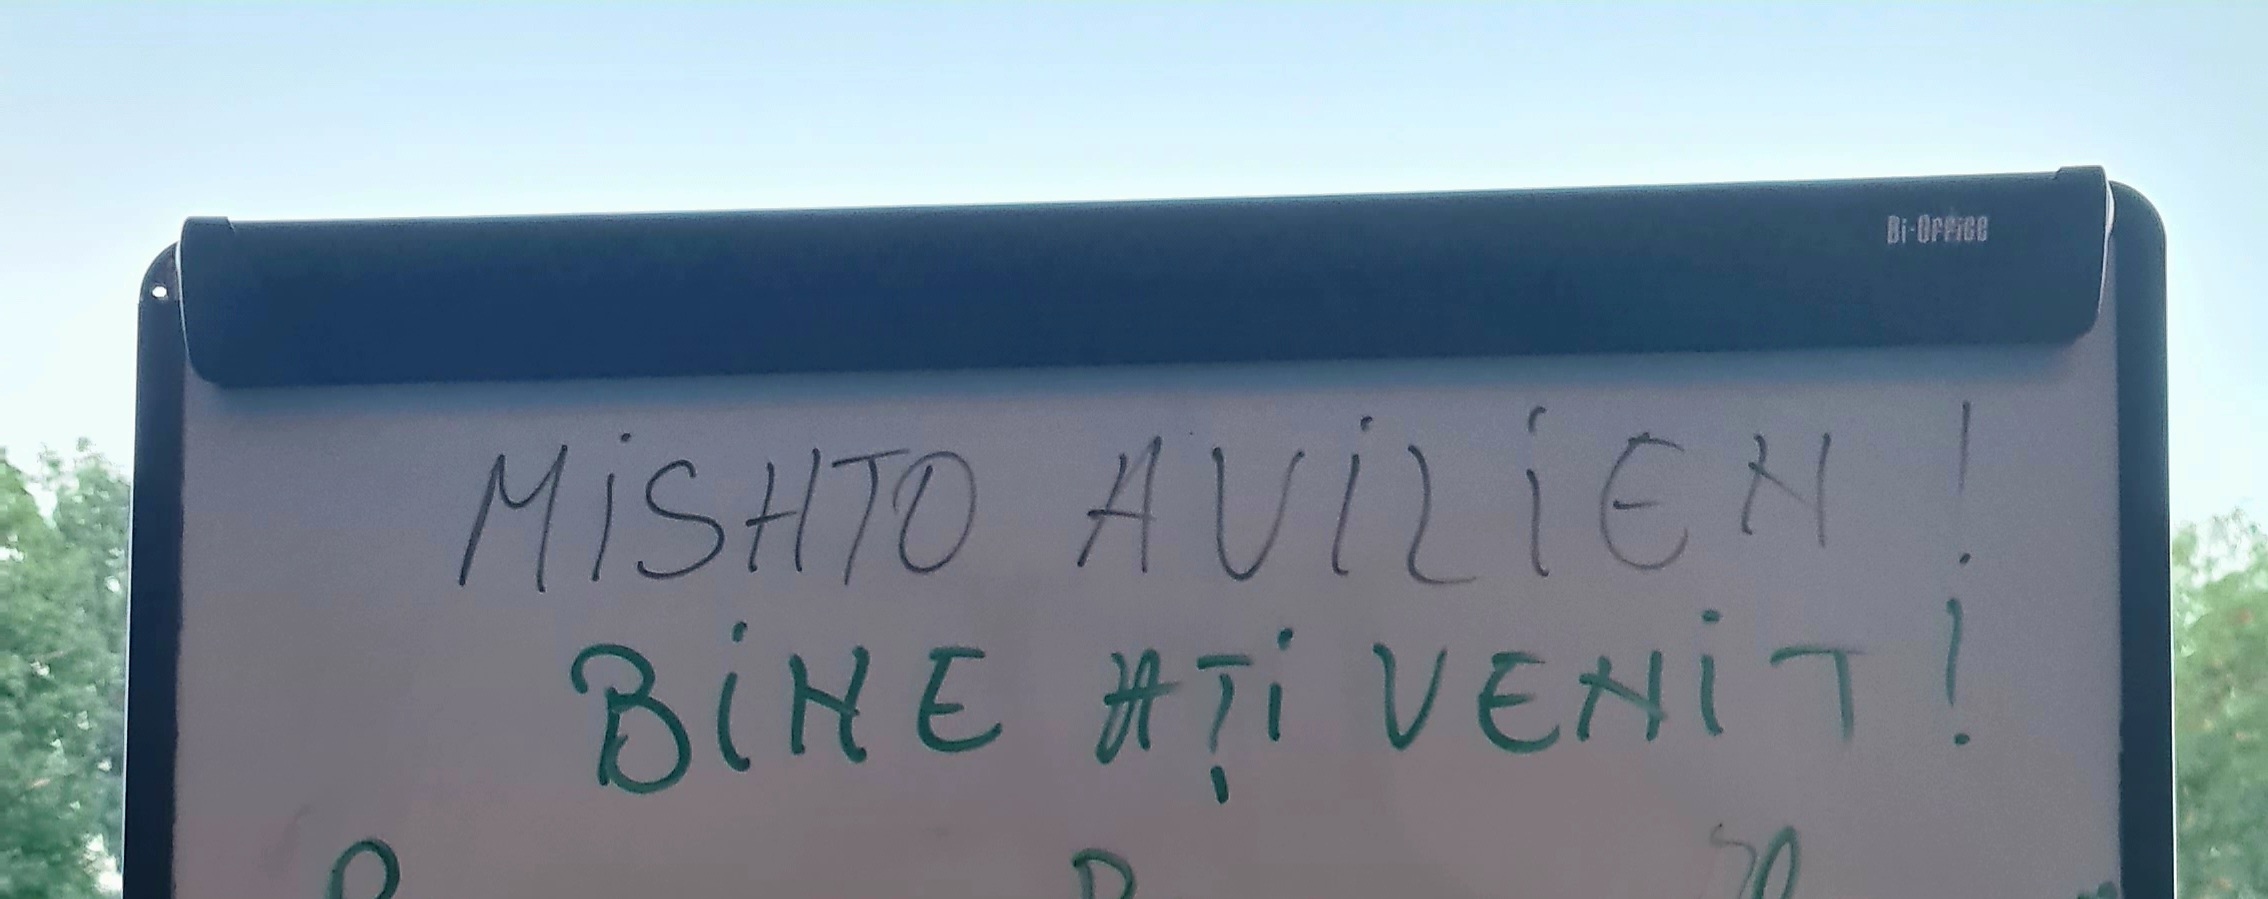 Bi-Office
MiSHTO AViLiEN !
BiNE AȚi VENiT !